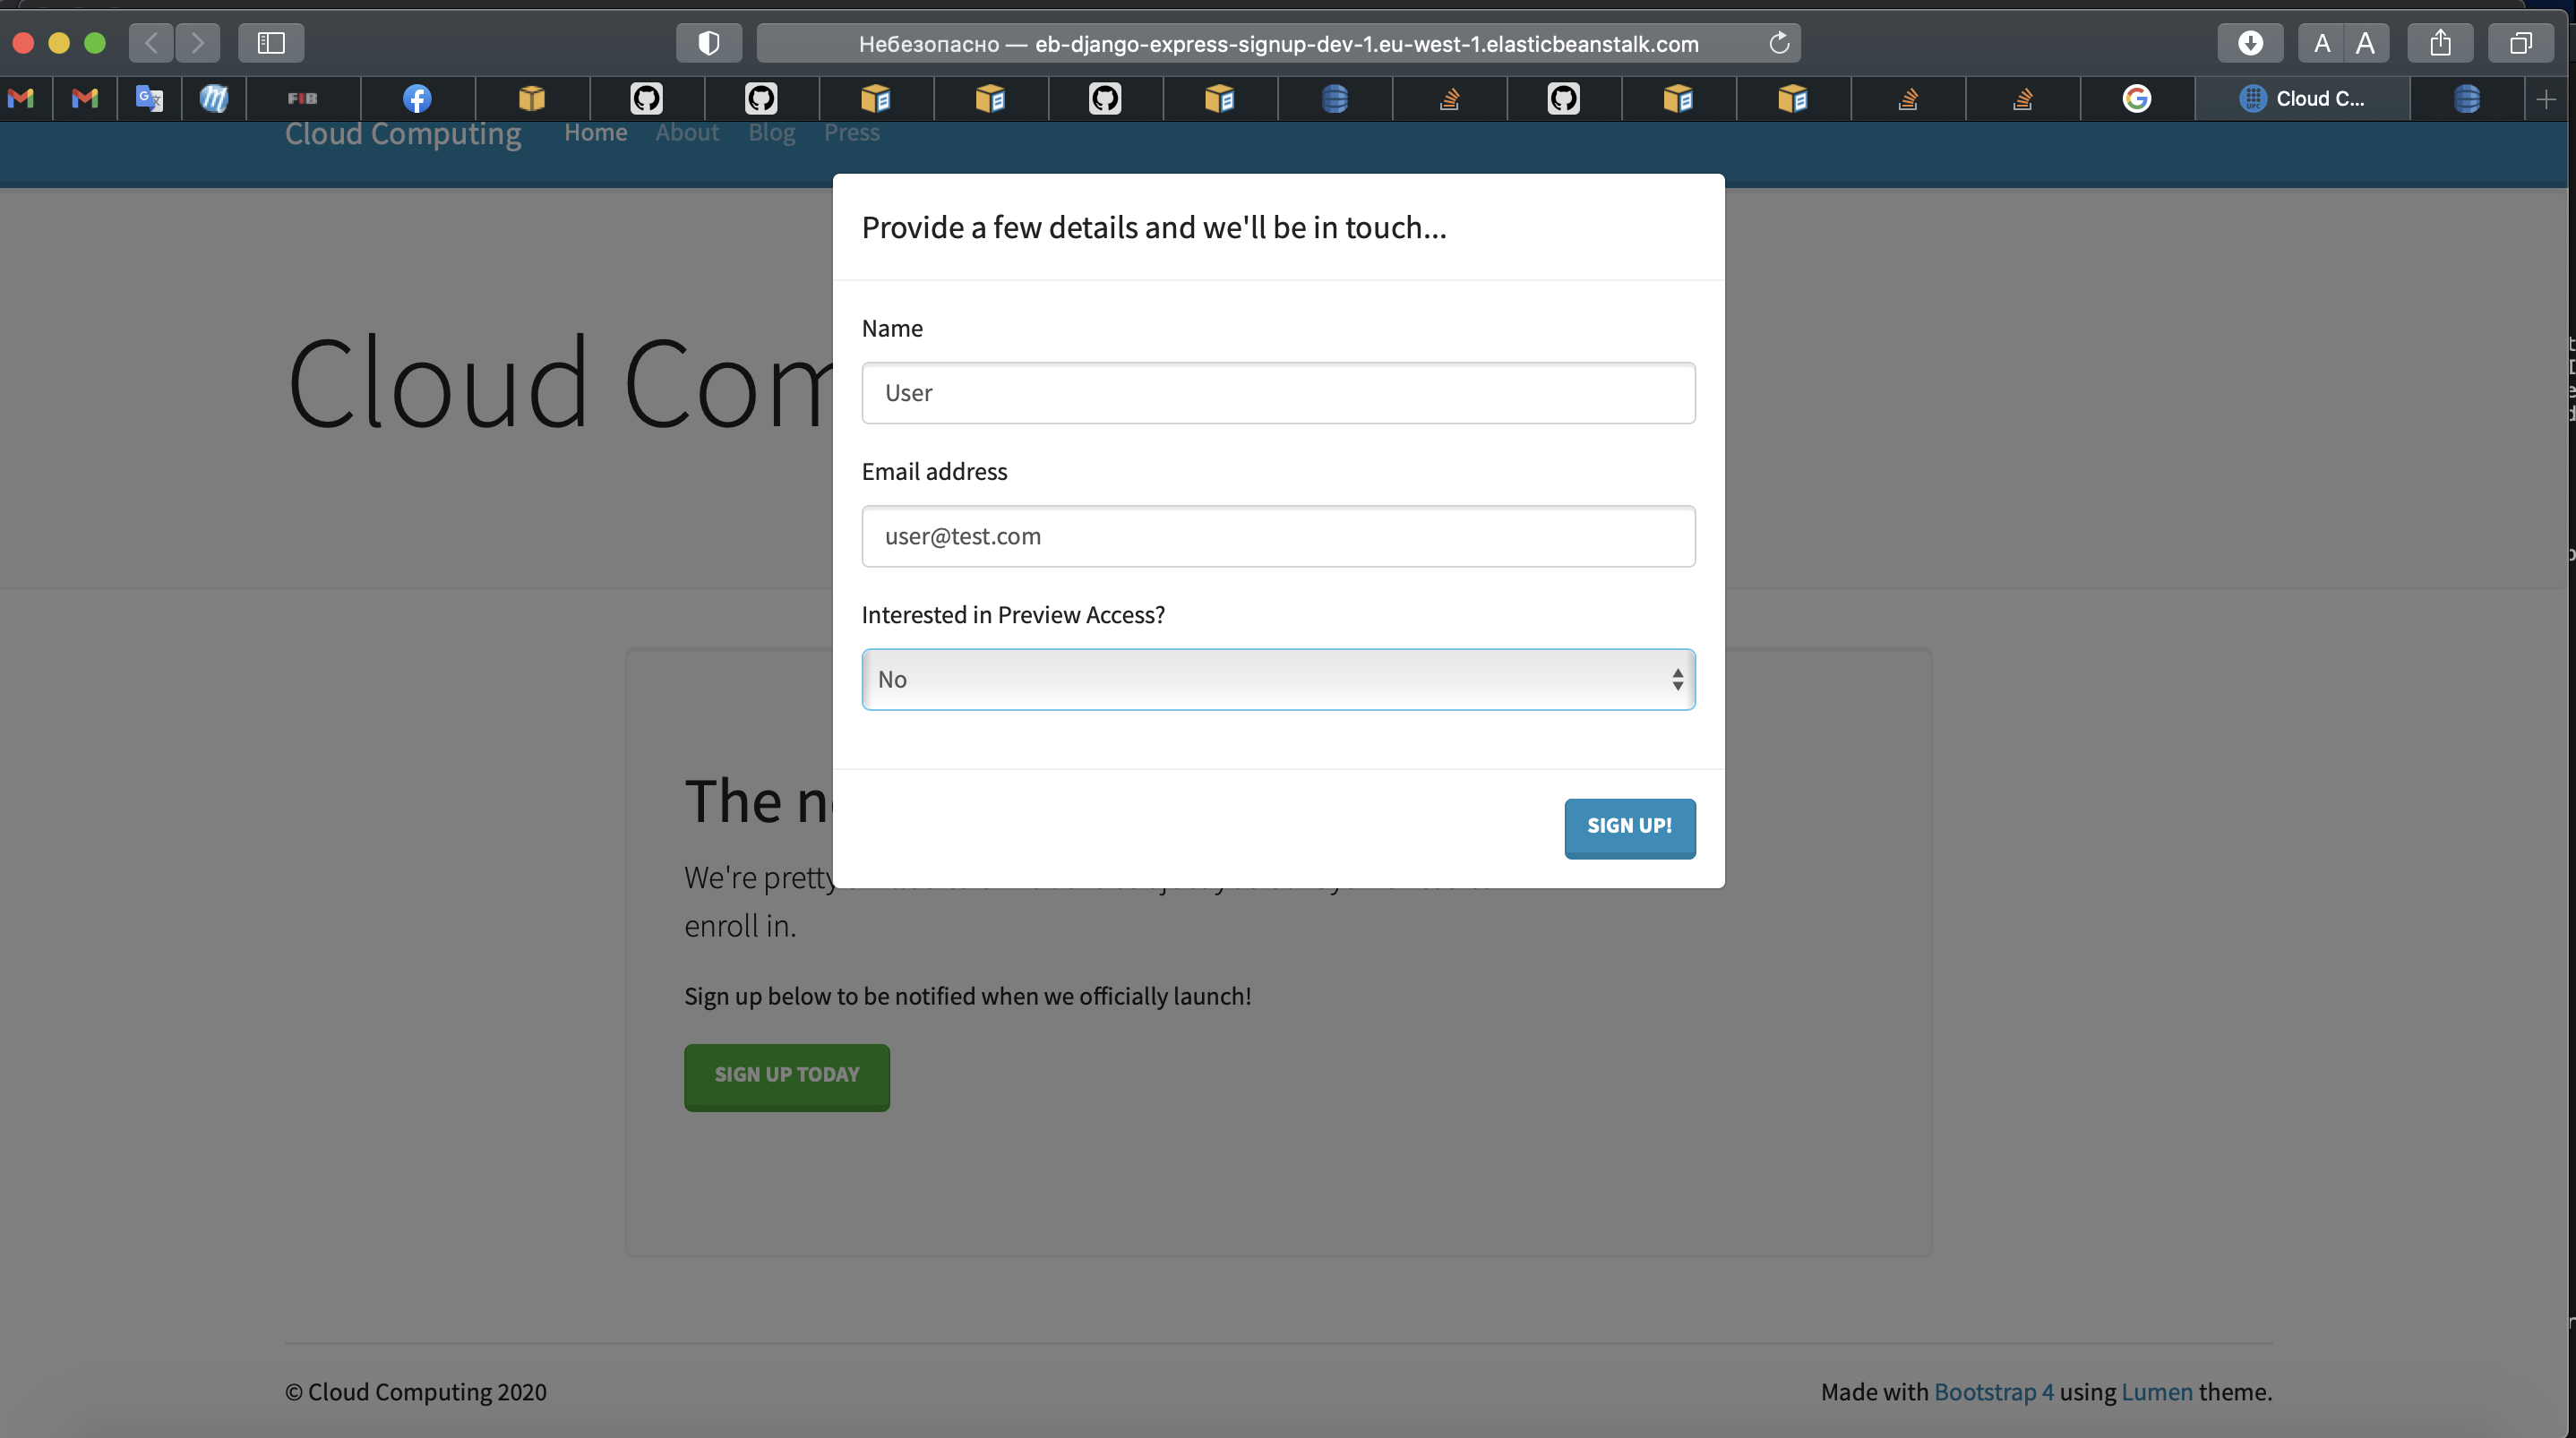 Небезопасно — eb-django-express-signup-dev-1.eu-west-1.elasticbeanstalk.com
A A
FIB
Cloud C...
Cloud Computing Home About Blog Press
Provide a few details and we'll be in touch...
Cloud Com
Name
User
Email address
user@test.com
Interested in Preview Access?
No
The n
SIGN UP!
We're pretty
enroll in.
Sign up below to be notified when we officially launch!
SIGN UP TODAY
© Cloud Computing 2020
Made with Bootstrap 4 using Lumen theme.